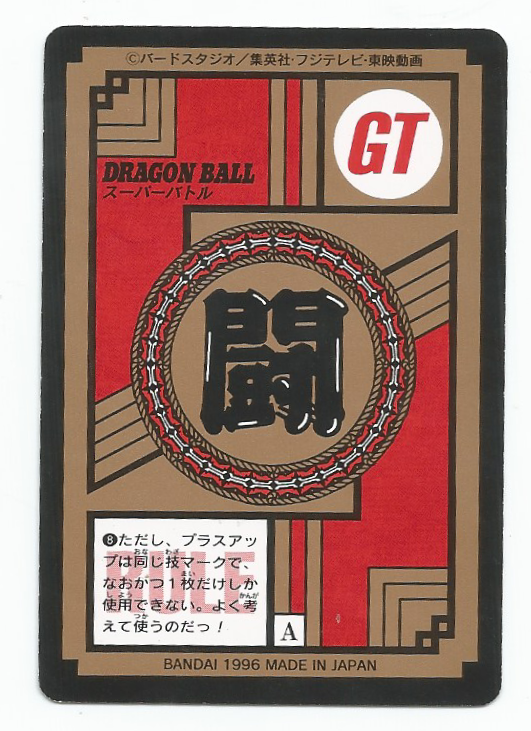 ©バードスタジオ／集英社・フジテレビ・東映動画
GT
DRAGON BALL
スーパーバトル
闘
RULE
❽ただし、プラスアッ
プは同じ技マークで、
なおかつ1枚だけしか
使用できない。よく考
えて使うのだっ！
A
BANDAI 1996 MADE IN JAPAN